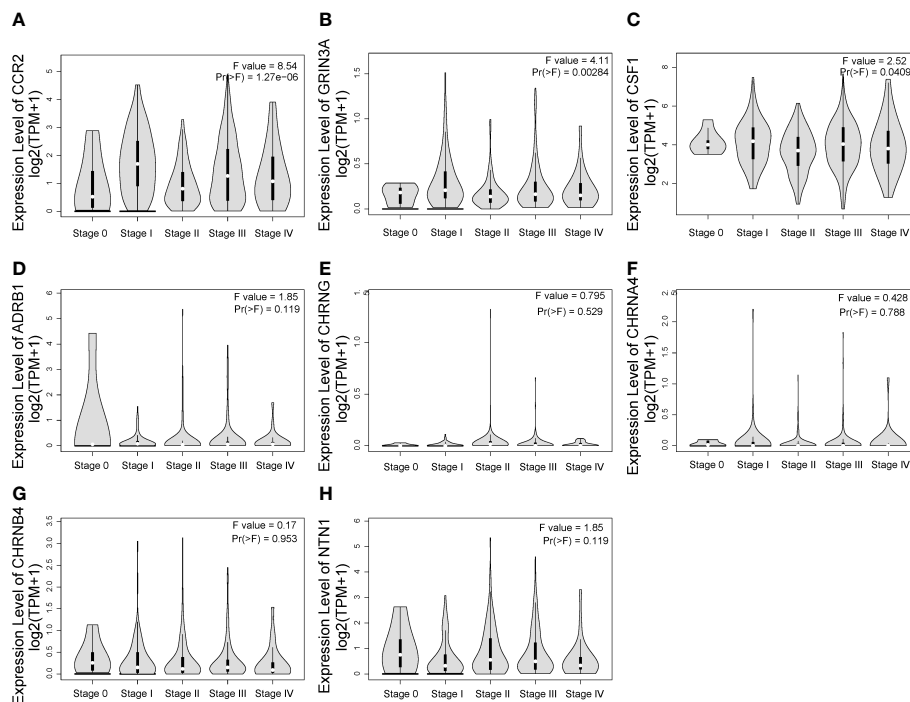 A
Expression Level of CCR2
log2(TPM+1)
F value = 8.54
Pr(>F) = 1.27e−06
5
4
3
2
1
0
Stage 0 Stage I Stage II Stage III Stage IV
B
Expression Level of GRIN3A
log2(TPM+1)
F value = 4.11
Pr(>F) = 0.00284
1.5
1.0
0.5
0.0
Stage 0 Stage I Stage II Stage III Stage IV
C
Expression Level of CSF1
log2(TPM+1)
F value = 2.52
Pr(>F) = 0.0409
8
6
4
2
Stage 0 Stage I Stage II Stage III Stage IV
D
Expression Level of ADRB1
log2(TPM+1)
F value = 1.85
Pr(>F) = 0.119
6
5
4
3
2
1
0
Stage 0 Stage I Stage II Stage III Stage IV
E
Expression Level of CHRNG
log2(TPM+1)
F value = 0.795
Pr(>F) = 0.529
1.5
1.0
0.5
0.0
Stage 0 Stage I Stage II Stage III Stage IV
F
Expression Level of CHRNA4
log2(TPM+1)
F value = 0.428
Pr(>F) = 0.788
2.5
2.0
1.5
1.0
0.5
0.0
Stage 0 Stage I Stage II Stage III Stage IV
G
Expression Level of CHRNB4
log2(TPM+1)
F value = 0.17
Pr(>F) = 0.953
3.5
3.0
2.5
2.0
1.5
1.0
0.5
0.0
Stage 0 Stage I Stage II Stage III Stage IV
H
Expression Level of NTN1
log2(TPM+1)
F value = 1.85
Pr(>F) = 0.119
6
5
4
3
2
1
0
Stage 0 Stage I Stage II Stage III Stage IV